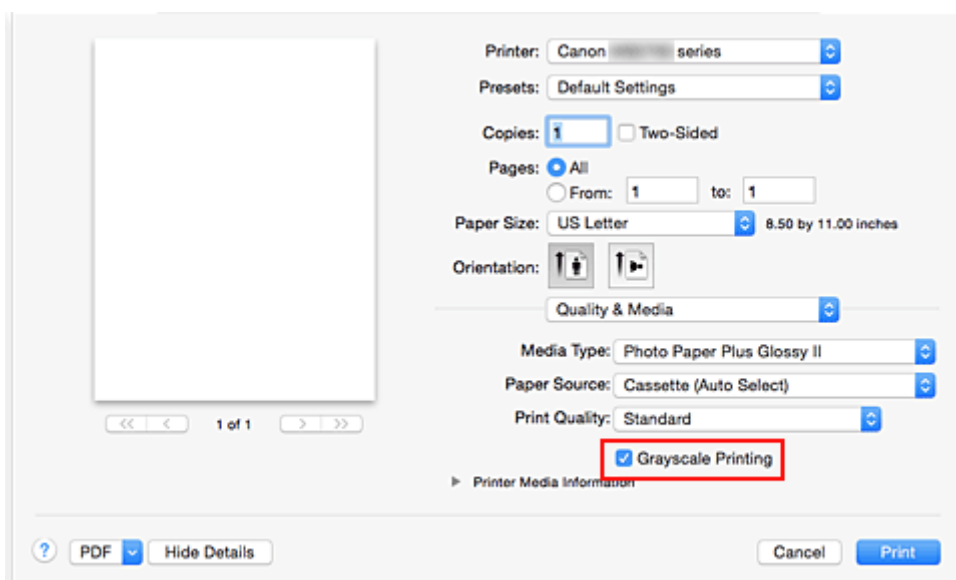 Printer: Canon series
Presets: Default Settings
Copies: 1 Two-Sided
Pages: All
From: 1 to: 1
Paper Size: US Letter 8.50 by 11.00 inches
Orientation:
Quality & Media
Media Type: Photo Paper Plus Glossy II
Paper Source: Cassette (Auto Select)
Print Quality: Standard
1 of 1
Grayscale Printing
Printer Media Information
? PDF Hide Details Cancel Print